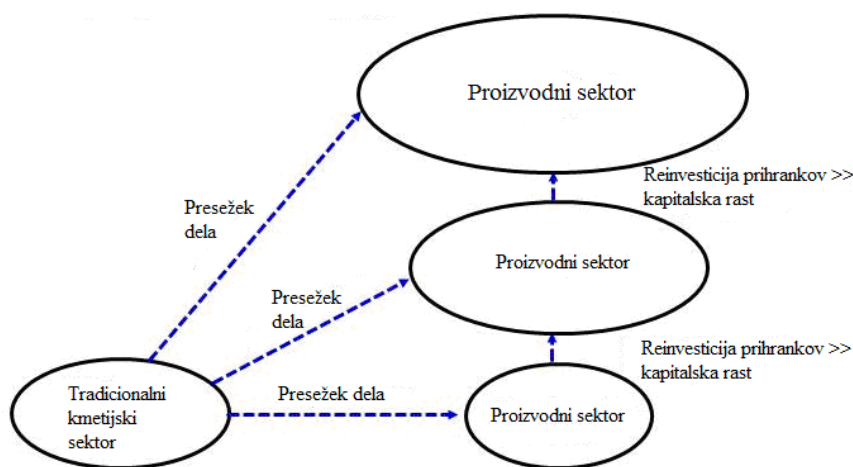 Proizvodni sektor
Reinvesticija prihrankov >>
kapitalska rast
Presežek
dela
Proizvodni sektor
Presežek
dela
Reinvesticija prihrankov >>
kapitalska rast
Tradicionalni
kmetijski
sektor
Presežek dela
Proizvodni sektor